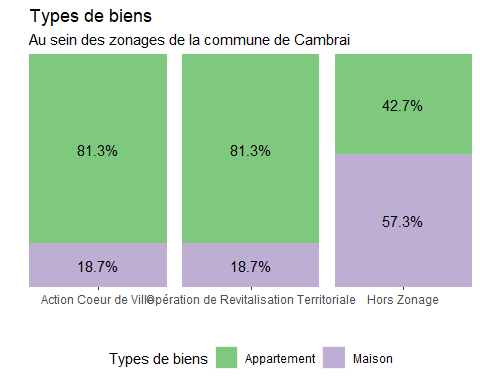 Types de biens
Au sein des zonages de la commune de Cambrai
81.3%
81.3%
42.7%
57.3%
18.7%
18.7%
Action Coeur de Ville
Opération de Revitalisation Territoriale
Hors Zonage
Types de biens
Appartement
Maison